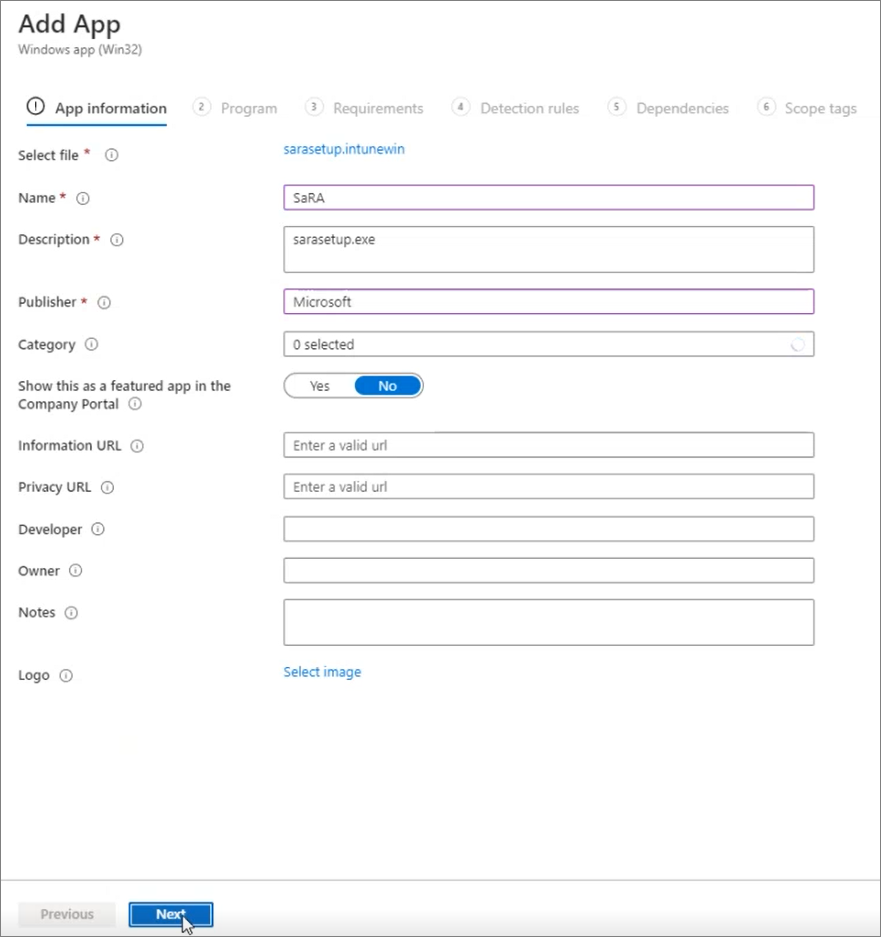 Add App
Windows app (Win32)
App information 2 Program 3 Requirements 4 Detection rules 5 Dependencies 6 Scope tags
Select file * sarasetup.intunewin
Name * SaRA
Description * sarasetup.exe
Publisher * Microsoft
Category 0 selected
Show this as a featured app in the Yes No
Company Portal
Information URL Enter a valid url
Privacy URL Enter a valid url
Developer
Owner
Notes
Logo Select image
Previous Next